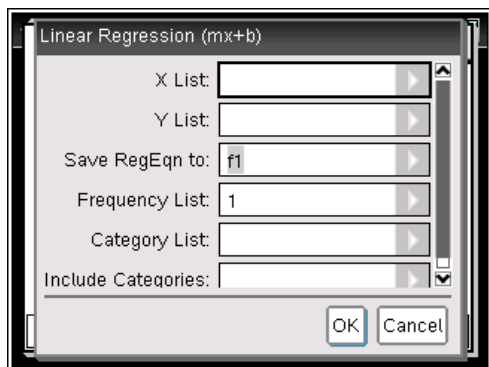 Linear Regression (mx+b)
X List:
Y List:
Save RegEqn to: f1
Frequency List: 1
Category List:
Include Categories:
OK Cancel